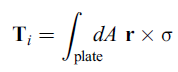 T_i = ∫_plate dA r × σ